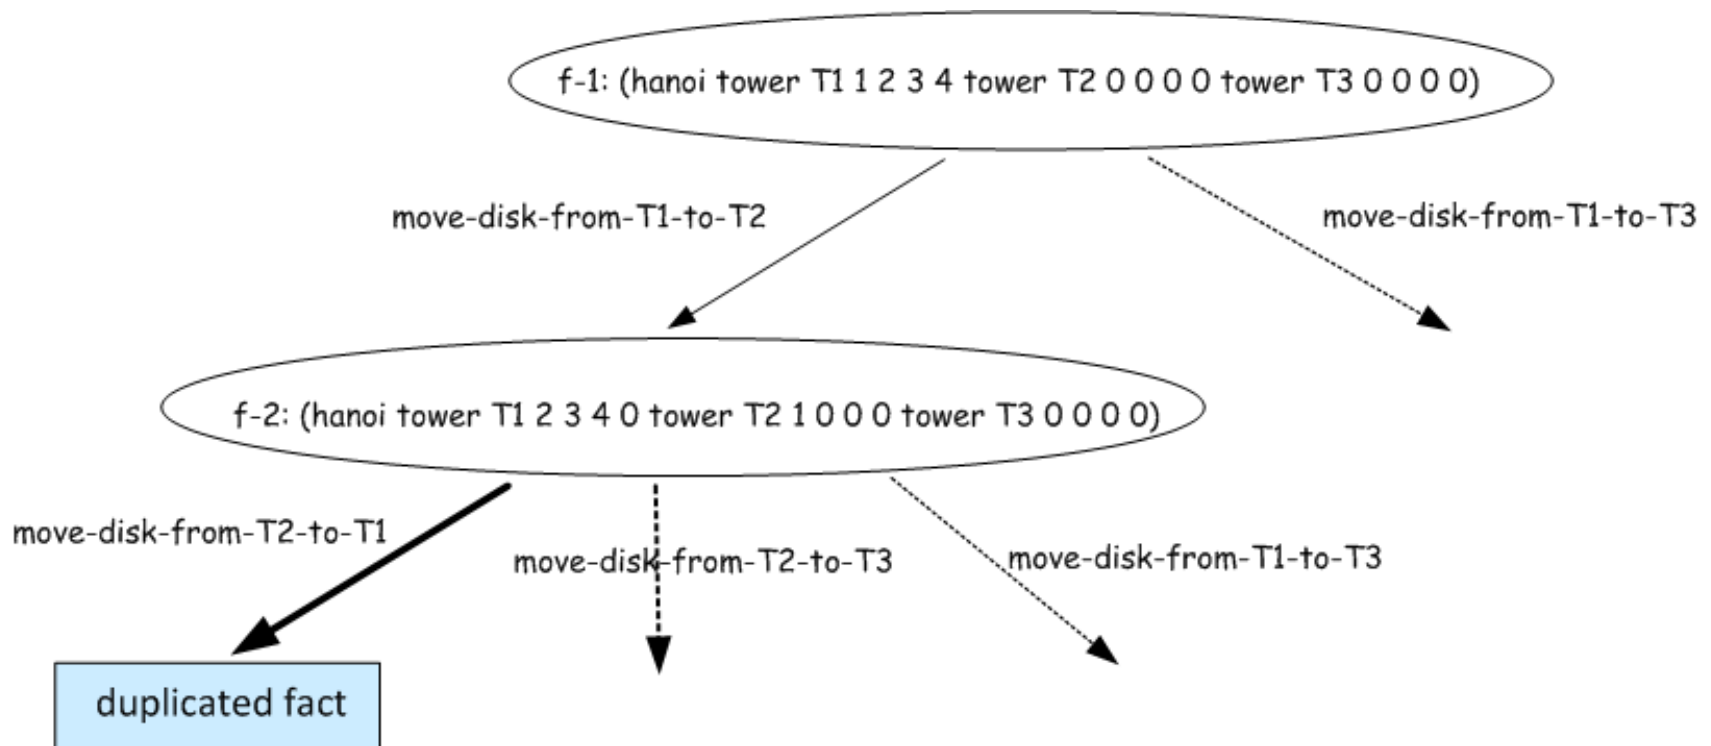 f-1: (hanoi tower T1 1 2 3 4 tower T2 0 0 0 0 tower T3 0 0 0 0)
move-disk-from-T1-to-T2
move-disk-from-T1-to-T3
f-2: (hanoi tower T1 2 3 4 0 tower T2 1 0 0 0 tower T3 0 0 0 0)
move-disk-from-T2-to-T1
move-disk-from-T2-to-T3
move-disk-from-T1-to-T3
duplicated fact